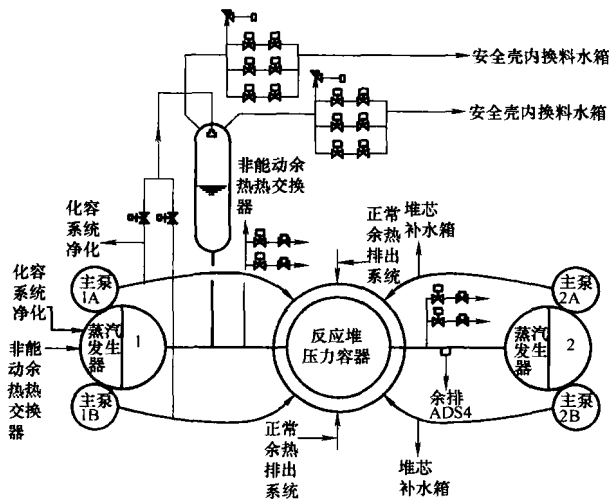 安全壳内换料水箱
安全壳内换料水箱
非能动余
热热交换
器
化容
系统
净化
正常
余热
排出
系统
堆芯
补水箱
化容
系统
净化
主泵
1A
主泵
2A
蒸汽
发生
器
1
反应堆
压力容器
蒸汽
发生
器
2
非能动
余热热
交换
器
主泵
1B
余排
ADS4
主泵
2B
正常
余热
排出
系统
堆芯
补水箱